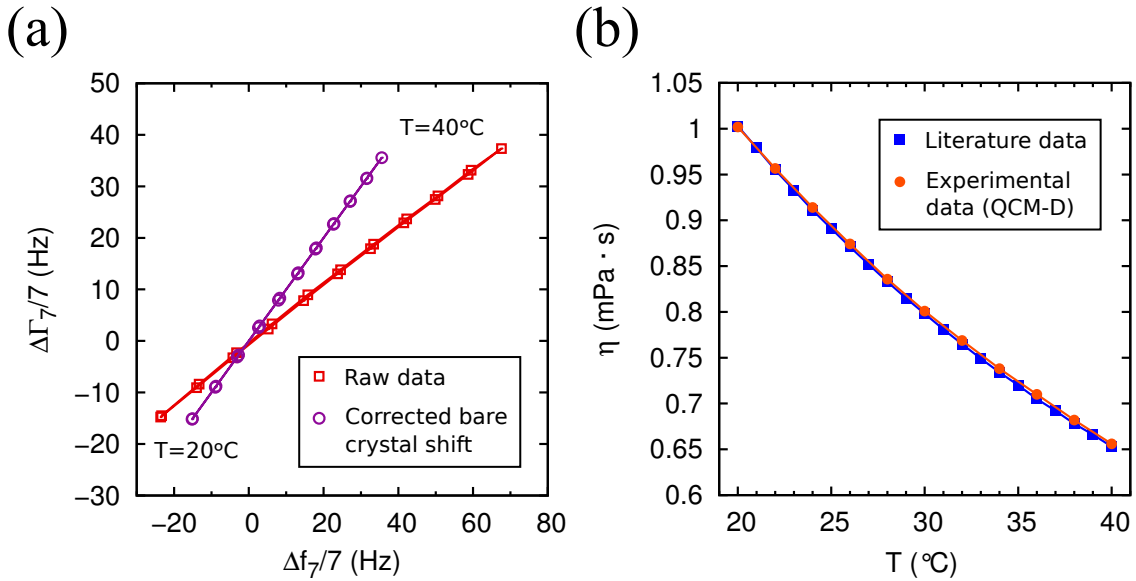 (a)
50
40
30
20
10
0
−10
−20
−30
ΔΓ7/7 (Hz)
T=40°C
T=20°C
Raw data
Corrected bare
crystal shift
−20 0 20 40 60 80
Δf7/7 (Hz)
(b)
1.05
1
0.95
0.9
0.85
0.8
0.75
0.7
0.65
0.6
η (mPa · s)
Literature data
Experimental
data (QCM-D)
20 25 30 35 40
T (°C)